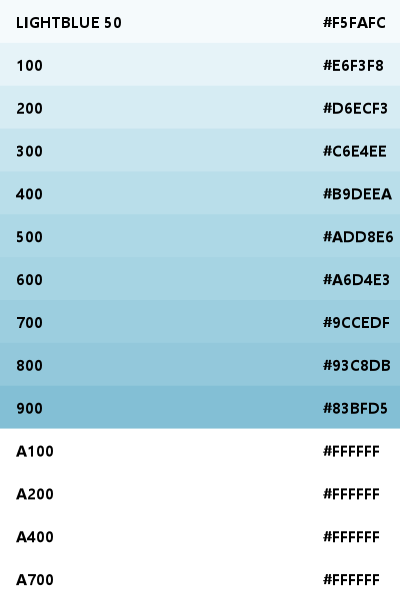 LIGHTBLUE 50 #F5FAFC
100 #E6F3F8
200 #D6ECF3
300 #C6E4EE
400 #B9DEEA
500 #ADD8E6
600 #A6D4E3
700 #9CCEDF
800 #93C8DB
900 #83BFD5
A100 #FFFFFF
A200 #FFFFFF
A400 #FFFFFF
A700 #FFFFFF